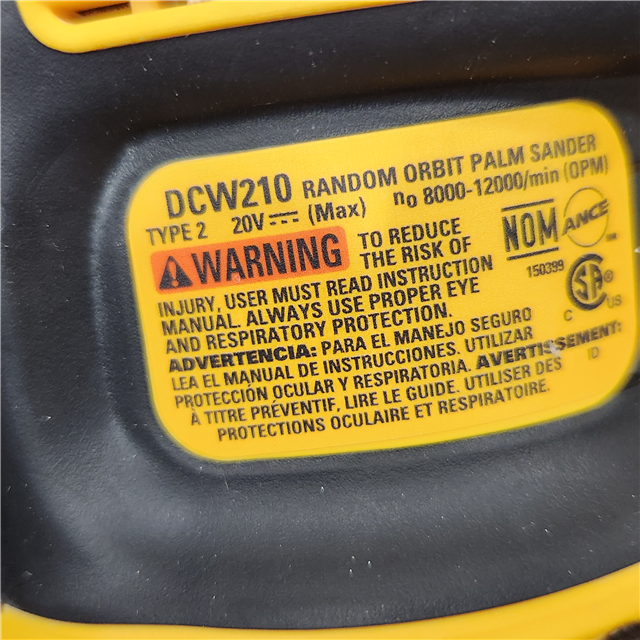 DCW210 RANDOM ORBIT PALM SANDER
TYPE 2 20V (Max) n₀ 8000-12000/min (OPM)
WARNING TO REDUCE
THE RISK OF
INJURY, USER MUST READ INSTRUCTION
MANUAL. ALWAYS USE PROPER EYE
AND RESPIRATORY PROTECTION.
ADVERTENCIA: PARA EL MANEJO SEGURO
LEA EL MANUAL DE INSTRUCCIONES. UTILIZAR
PROTECCIÓN OCULAR Y RESPIRATORIA. AVERTISSEMENT:
À TITRE PRÉVENTIF, LIRE LE GUIDE. UTILISER DES
PROTECTIONS OCULAIRE ET RESPIRATOIRE.
NOM ANCE ™
150399
C US
ID